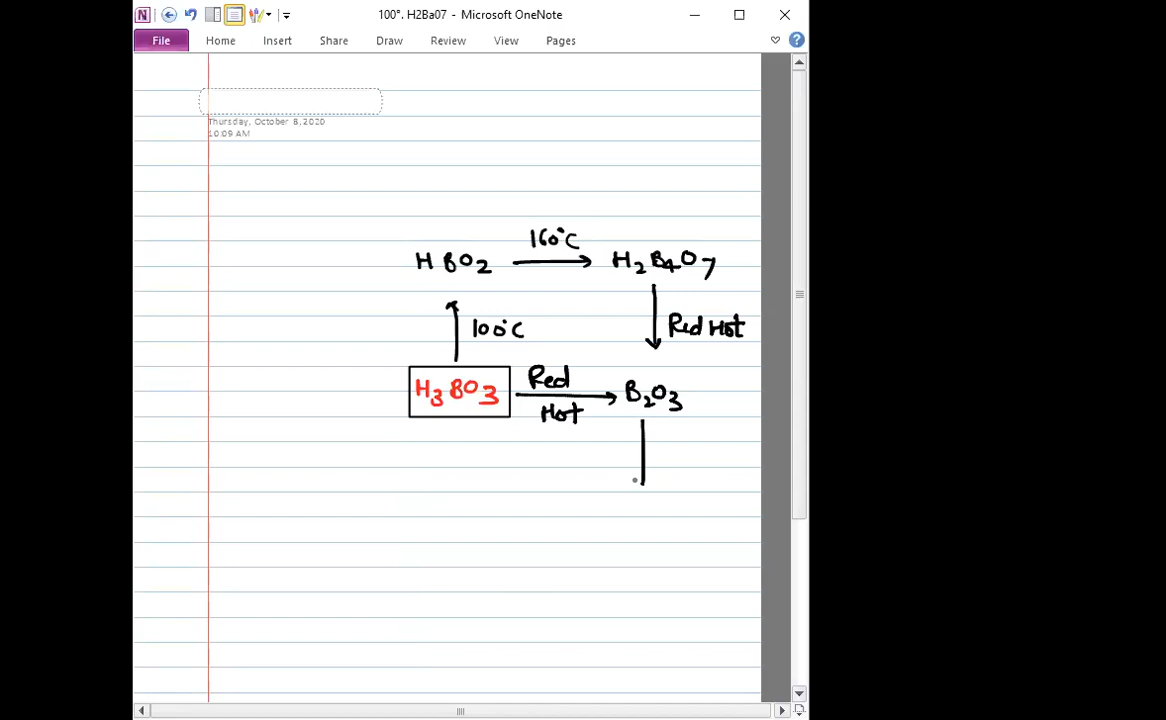 100°. H2Ba07 - Microsoft OneNote
File Home Insert Share Draw Review View Pages
Thursday, October 8, 2020
10:09 AM
160°C
HBO2 → H2B4O7
100°C Red Hot
H3BO3 Red Hot → B2O3